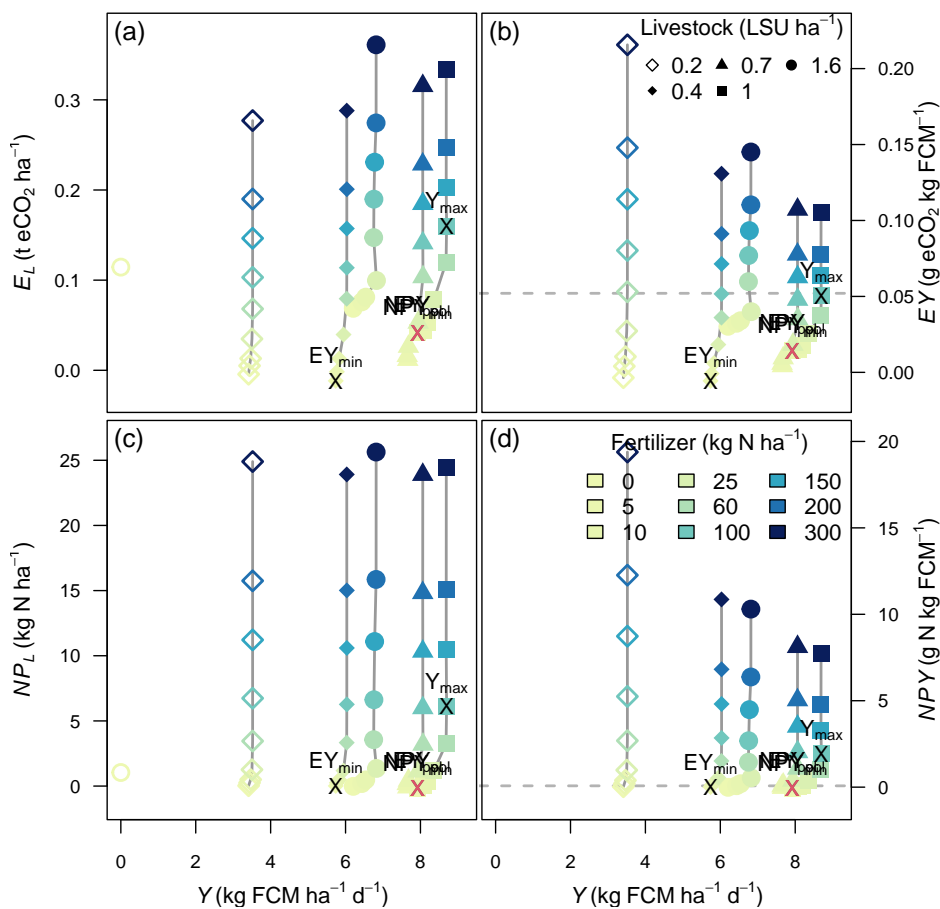 (a)
E_L (t eCO₂ ha⁻¹)
0.3
0.2
0.1
0.0
Y_max
X
EY_min
X
X
(b)
Livestock (LSU ha⁻¹)
0.2
0.7
1.6
0.4
1
EY (g eCO₂ kg FCM⁻¹)
0.20
0.15
0.10
0.05
0.00
Y_max
X
EY_min
X
X
(c)
NP_L (kg N ha⁻¹)
25
20
15
10
5
0
Y_max
X
EY_min
X
X
0
2
4
6
8
Y (kg FCM ha⁻¹ d⁻¹)
(d)
Fertilizer (kg N ha⁻¹)
0
25
150
5
60
200
10
100
300
NPY (g N kg FCM⁻¹)
20
15
10
5
0
Y_max
X
EY_min
X
X
0
2
4
6
8
Y (kg FCM ha⁻¹ d⁻¹)